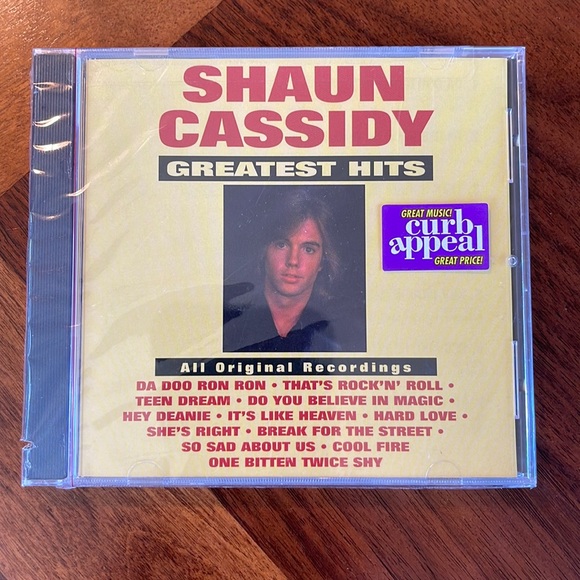 SHAUN
CASSIDY
GREATEST HITS
GREAT MUSIC!
curb
appeal
GREAT PRICE!
All Original Recordings
DA DOO RON RON • THAT'S ROCK'N' ROLL •
TEEN DREAM • DO YOU BELIEVE IN MAGIC •
HEY DEANIE • IT'S LIKE HEAVEN • HARD LOVE •
SHE'S RIGHT • BREAK FOR THE STREET •
SO SAD ABOUT US • COOL FIRE
ONE BITTEN TWICE SHY